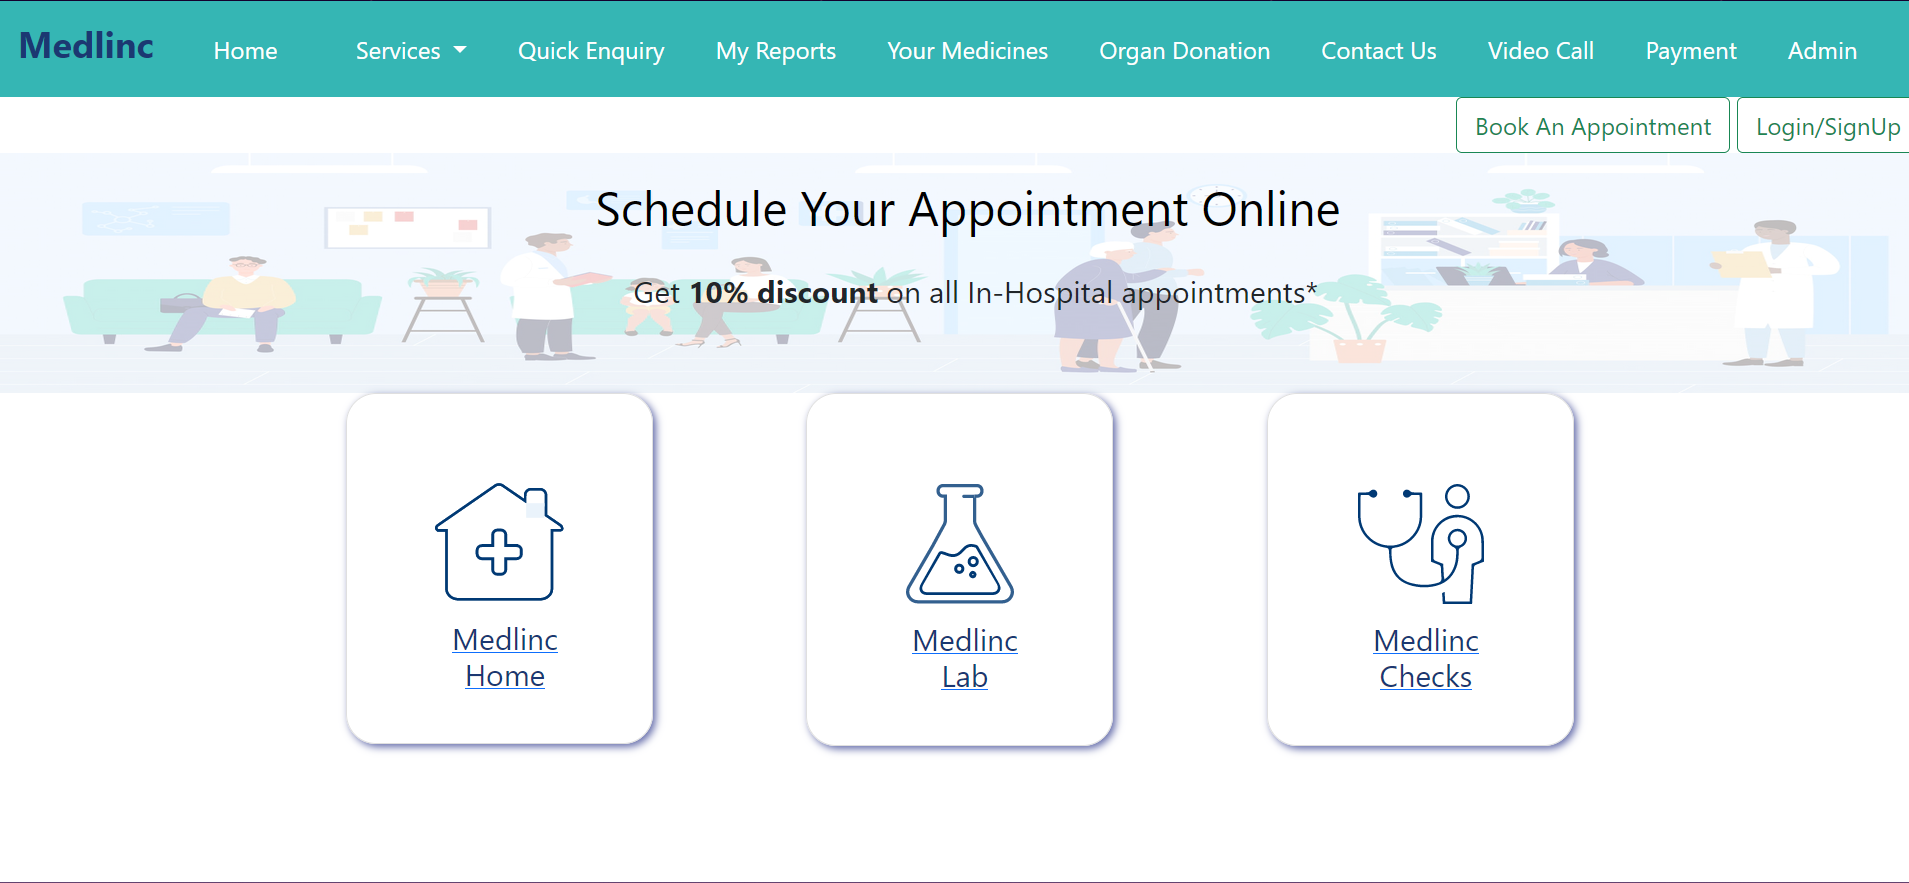 Medlinc Home Services Quick Enquiry My Reports Your Medicines Organ Donation Contact Us Video Call Payment Admin
Book An Appointment Login/SignUp
Schedule Your Appointment Online
Get 10% discount on all In-Hospital appointments*
Medlinc
Home
Medlinc
Lab
Medlinc
Checks